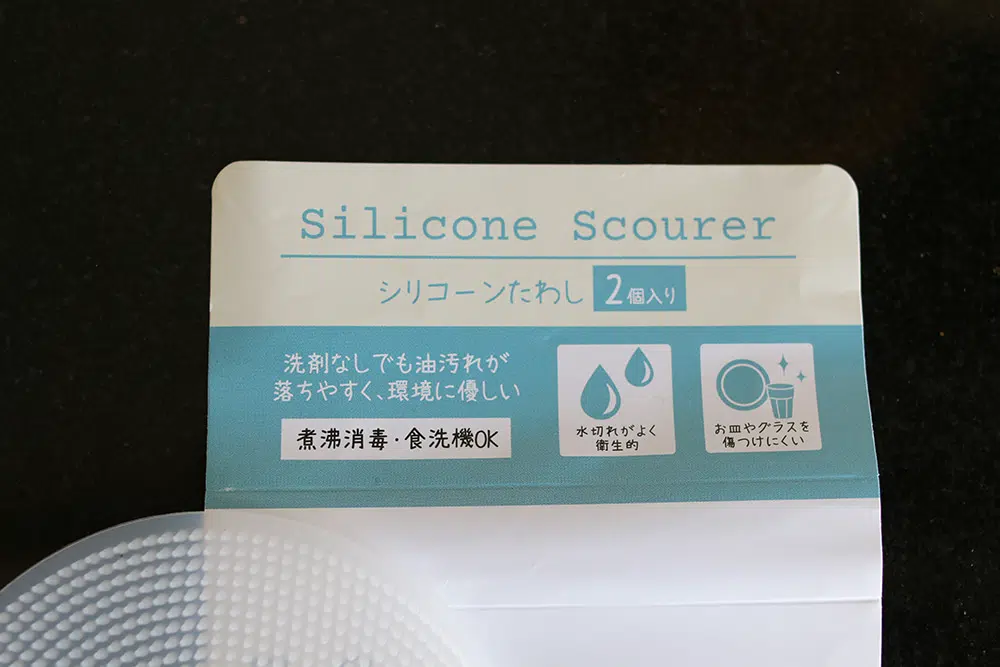 Silicone Scourer
シリコーンたわし 2個入り
洗剤なしでも油汚れが
落ちやすく、環境に優しい
煮沸消毒・食洗機OK
水切れがよく
衛生的
お皿やグラスを
傷つけにくい